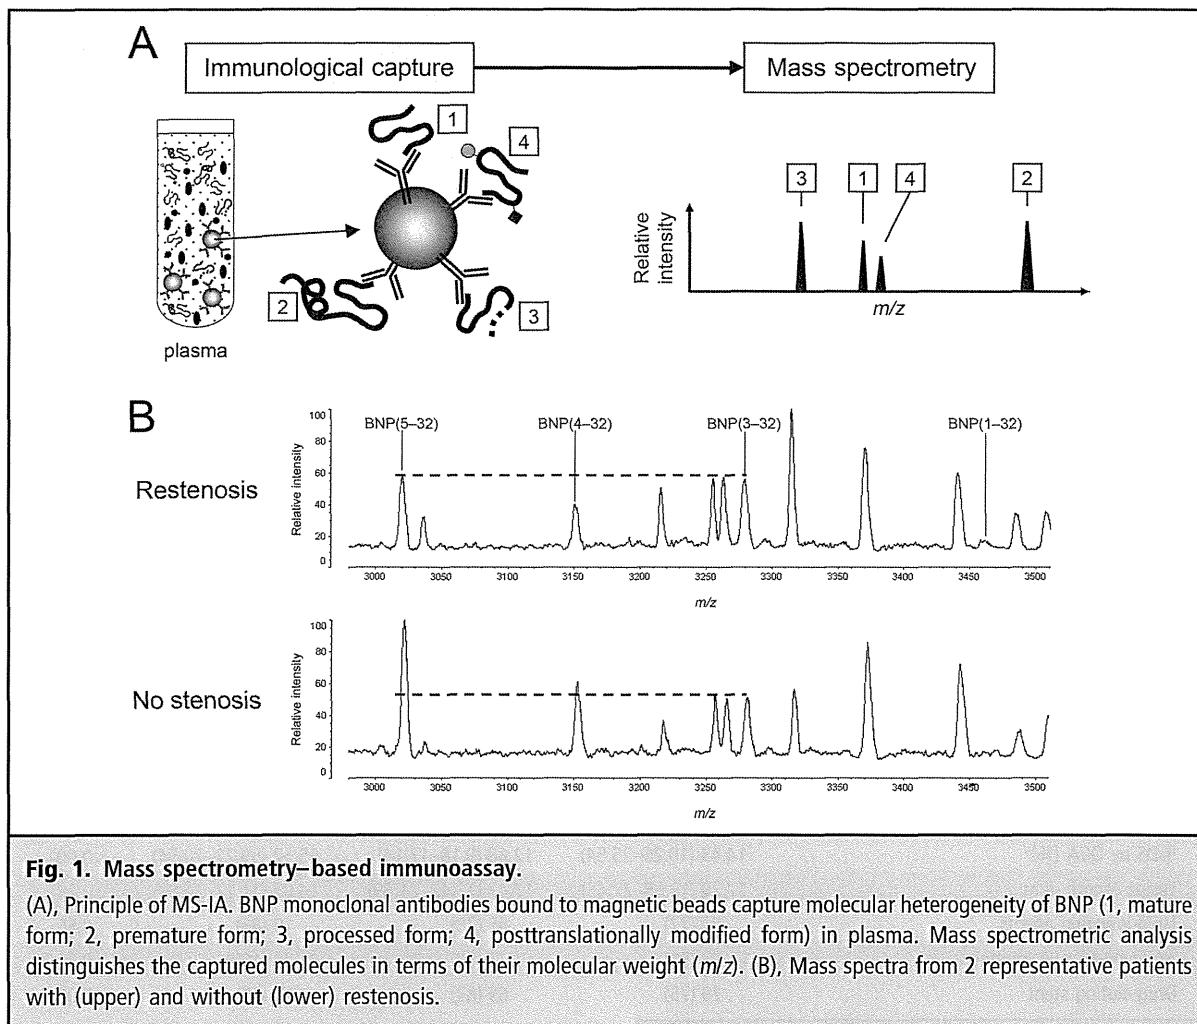 A
Immunological capture
Mass spectrometry
1
4
2
3
plasma
3
1
4
2
Relative
intensity
m/z
B
Restenosis
BNP(5–32)
BNP(4–32)
BNP(3–32)
BNP(1–32)
Relative intensity
100
80
60
40
20
0
3000 3050 3100 3150 3200 3250 3300 3350 3400 3450 3500
m/z
No stenosis
Relative intensity
100
80
60
40
20
0
3000 3050 3100 3150 3200 3250 3300 3350 3400 3450 3500
m/z
Fig. 1. Mass spectrometry–based immunoassay.
(A), Principle of MS-IA. BNP monoclonal antibodies bound to magnetic beads capture molecular heterogeneity of BNP (1, mature
form; 2, premature form; 3, processed form; 4, posttranslationally modified form) in plasma. Mass spectrometric analysis
distinguishes the captured molecules in terms of their molecular weight (m/z). (B), Mass spectra from 2 representative patients
with (upper) and without (lower) restenosis.